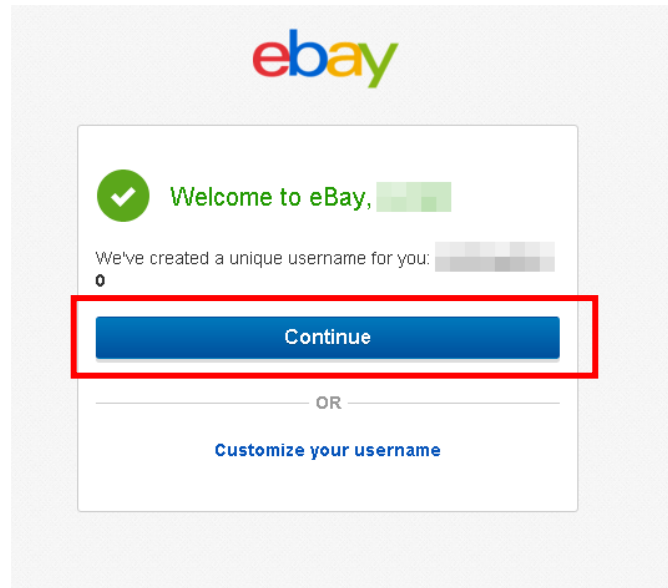 ebay
Welcome to eBay,
We've created a unique username for you:
0
Continue
OR
Customize your username